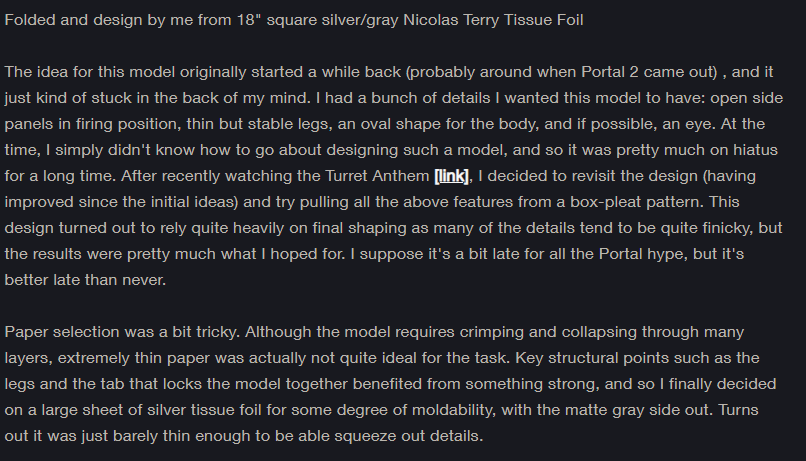 Folded and design by me from 18" square silver/gray Nicolas Terry Tissue Foil
The idea for this model originally started a while back (probably around when Portal 2 came out) , and it
just kind of stuck in the back of my mind. I had a bunch of details I wanted this model to have: open side
panels in firing position, thin but stable legs, an oval shape for the body, and if possible, an eye. At the
time, I simply didn't know how to go about designing such a model, and so it was pretty much on hiatus
for a long time. After recently watching the Turret Anthem [link], I decided to revisit the design (having
improved since the initial ideas) and try pulling all the above features from a box-pleat pattern. This
design turned out to rely quite heavily on final shaping as many of the details tend to be quite finicky, but
the results were pretty much what I hoped for. I suppose it's a bit late for all the Portal hype, but it's
better late than never.
Paper selection was a bit tricky. Although the model requires crimping and collapsing through many
layers, extremely thin paper was actually not quite ideal for the task. Key structural points such as the
legs and the tab that locks the model together benefited from something strong, and so I finally decided
on a large sheet of silver tissue foil for some degree of moldability, with the matte gray side out. Turns
out it was just barely thin enough to be able squeeze out details.